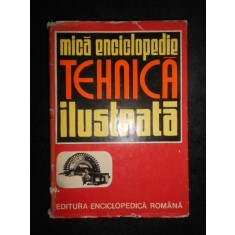 mică enciclopedie
TEHNICĂ
ilustrată
EDITURA ENCICLOPEDICĂ ROMÂNĂ